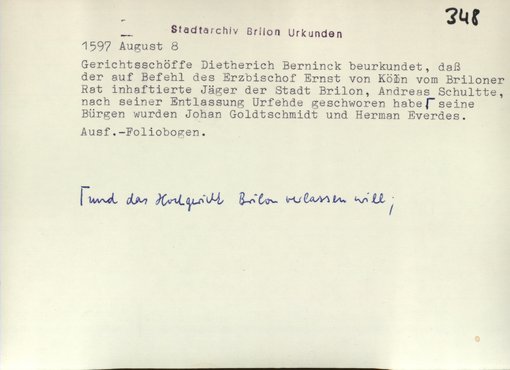 348
Stadtarchiv Brilon Urkunden
1597 August 8
Gerichtsschöffe Dietherich Berninck beurkundet, daß
der auf Befehl des Erzbischof Ernst von Köln vom Briloner
Rat inhaftierte Jäger der Stadt Brilon, Andreas Schultte,
nach seiner Entlassung Urfehde geschworen habe Γ seine
Bürgen wurden Johan Goldtschmidt und Herman Everdes.
Ausf.-Foliobogen.
Γ und das Hochgericht Brilon verlassen will;